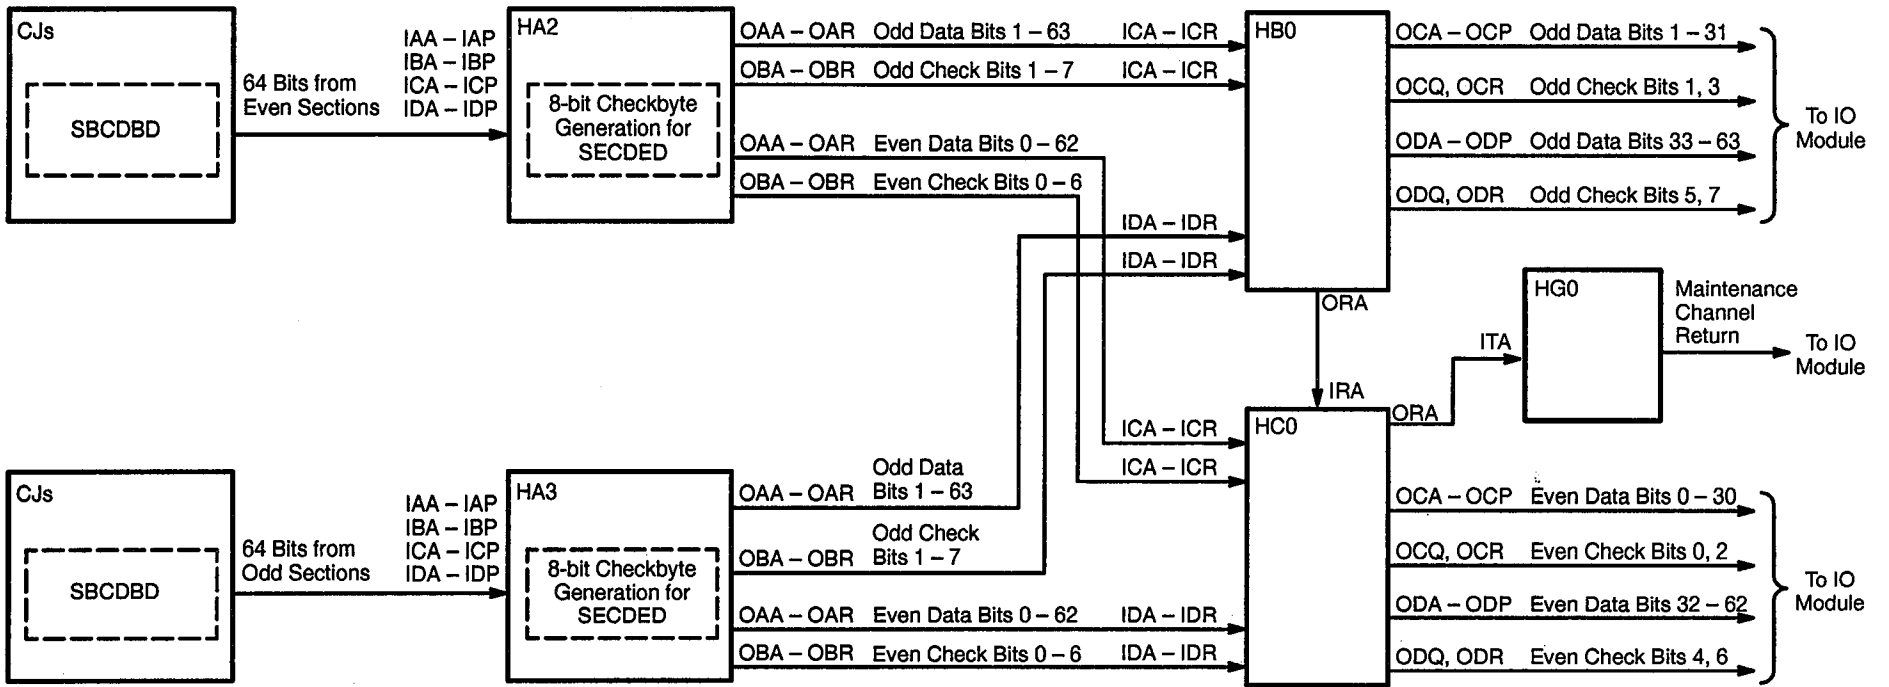 CJs
SBCDBD
64 Bits from
Even Sections
IAA – IAP
IBA – IBP
ICA – ICP
IDA – IDP
HA2
8-bit Checkbyte
Generation for
SECDED
OAA – OAR Odd Data Bits 1 – 63 ICA – ICR
OBA – OBR Odd Check Bits 1 – 7 ICA – ICR
OAA – OAR Even Data Bits 0 – 62
OBA – OBR Even Check Bits 0 – 6
IDA – IDR
IDA – IDR
HB0
OCA – OCP Odd Data Bits 1 – 31
OCQ, OCR Odd Check Bits 1, 3
ODA – ODP Odd Data Bits 33 – 63
ODQ, ODR Odd Check Bits 5, 7
To IO
Module
ORA
IRA
HG0
ITA
Maintenance
Channel
Return
To IO
Module
CJs
SBCDBD
64 Bits from
Odd Sections
IAA – IAP
IBA – IBP
ICA – ICP
IDA – IDP
HA3
8-bit Checkbyte
Generation for
SECDED
OAA – OAR
Odd Data
Bits 1 – 63
OBA – OBR
Odd Check
Bits 1 – 7
OAA – OAR Even Data Bits 0 – 62 IDA – IDR
OBA – OBR Even Check Bits 0 – 6 IDA – IDR
ICA – ICR
ICA – ICR
HC0
ORA
OCA – OCP Even Data Bits 0 – 30
OCQ, OCR Even Check Bits 0, 2
ODA – ODP Even Data Bits 32 – 62
ODQ, ODR Even Check Bits 4, 6
To IO
Module